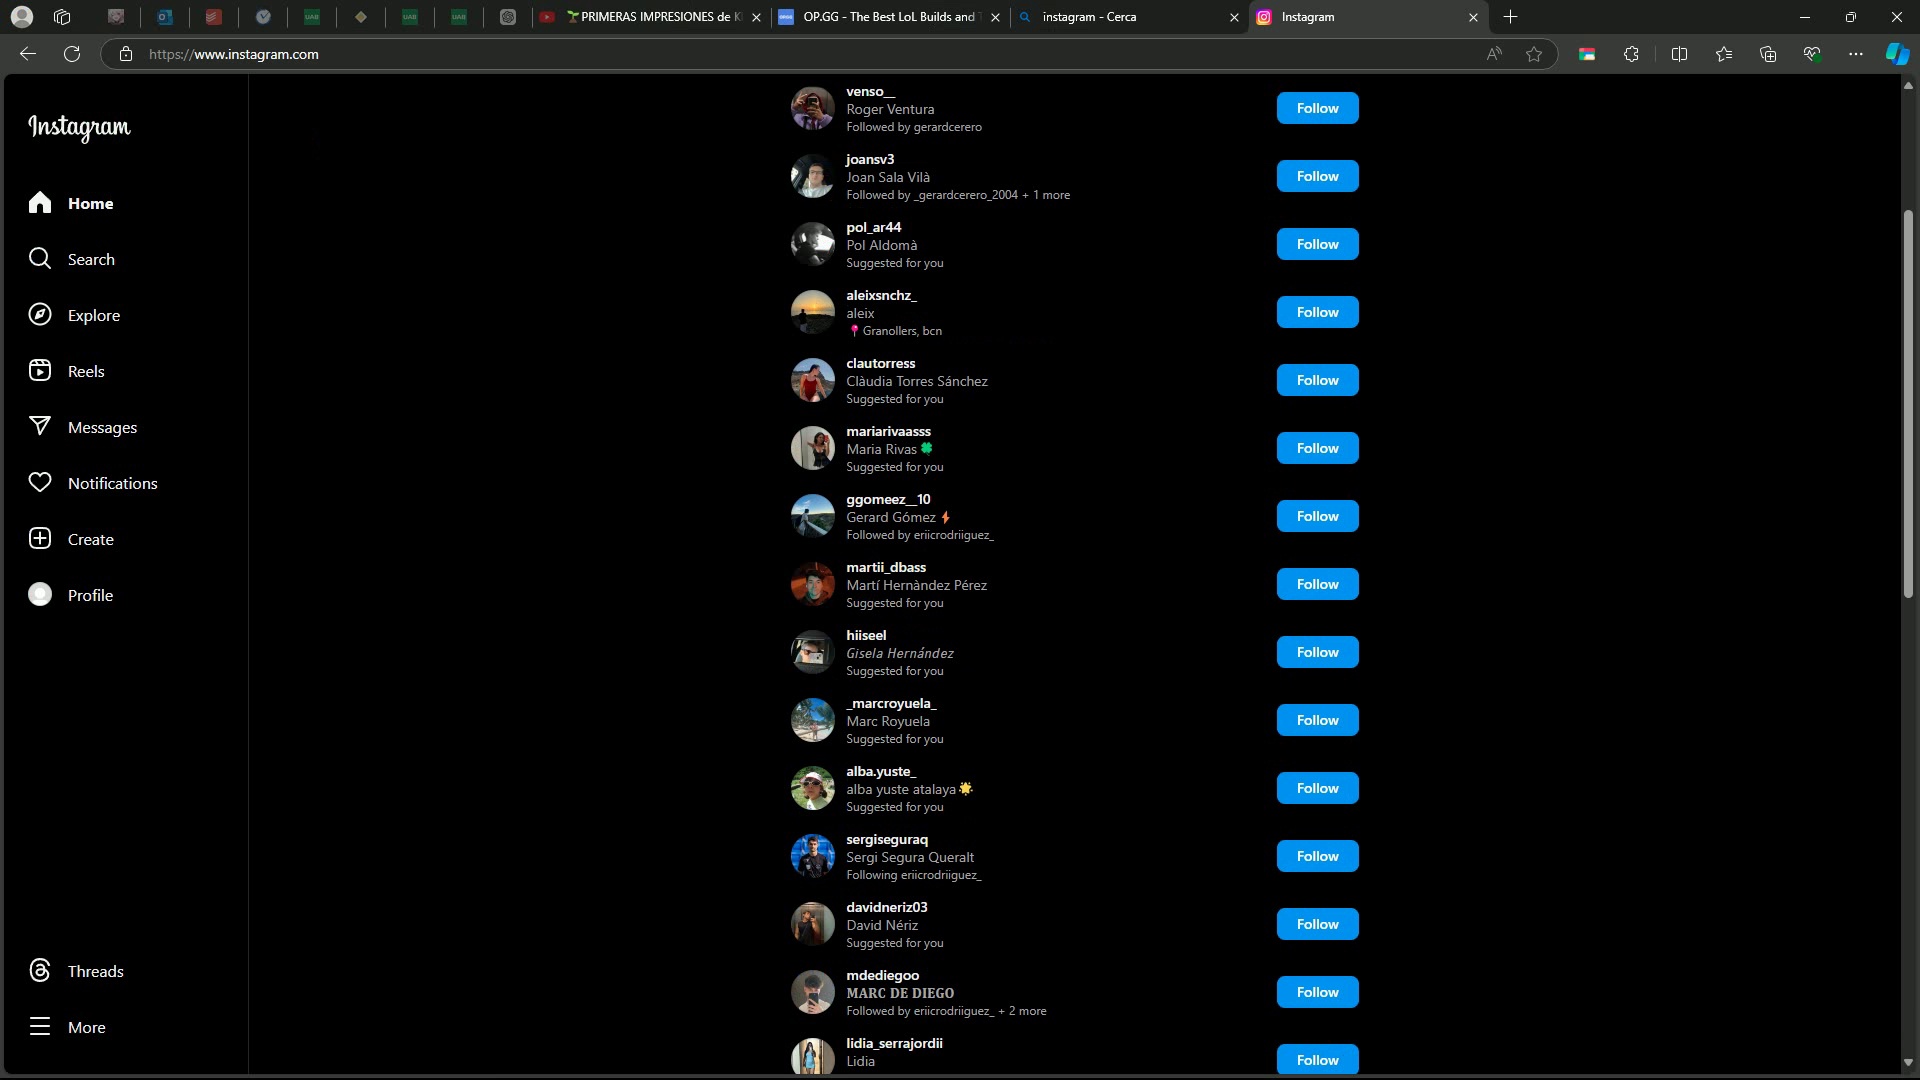 UAB
UAB
UAB
🌱PRIMERAS IMPRESIONES de K
OP.GG - The Best LoL Builds and T
instagram - Cerca
Instagram
https://www.instagram.com
Instagram
Home
Search
Explore
Reels
Messages
Notifications
Create
Profile
Threads
More
venso__
Roger Ventura
Followed by gerardcerero
Follow
joansv3
Joan Sala Vilà
Followed by _gerardcerero_2004 + 1 more
Follow
pol_ar44
Pol Aldomà
Suggested for you
Follow
aleixsnchz_
aleix
📍Granollers, bcn
Follow
clautorress
Clàudia Torres Sánchez
Suggested for you
Follow
mariarivaasss
Maria Rivas 🍀
Suggested for you
Follow
ggomeez__10
Gerard Gómez ⚡
Followed by eriicrodriiguez_
Follow
martii_dbass
Martí Hernàndez Pérez
Suggested for you
Follow
hiiseel
Gisela Hernández
Suggested for you
Follow
_marcroyuela_
Marc Royuela
Suggested for you
Follow
alba.yuste_
alba yuste atalaya🌟
Suggested for you
Follow
sergiseguraq
Sergi Segura Queralt
Following eriicrodriiguez_
Follow
davidneriz03
David Nériz
Suggested for you
Follow
mdediegoo
MARC DE DIEGO
Followed by eriicrodriiguez_ + 2 more
Follow
lidia_serrajordii
Lidia
Follow